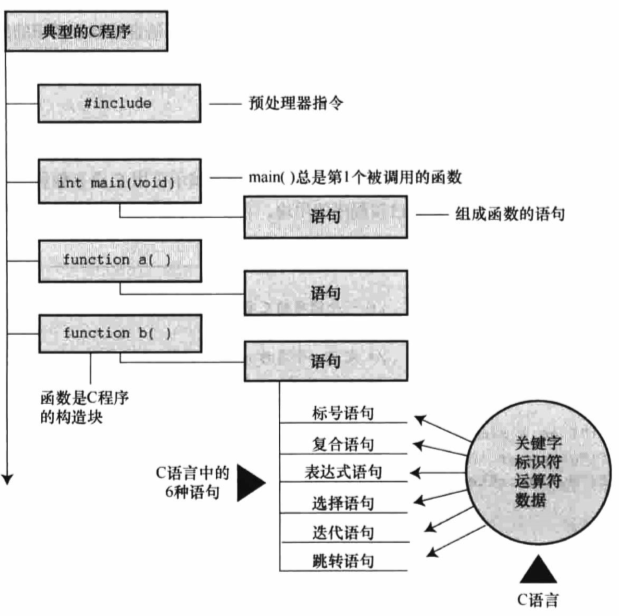 典型的C程序
#include
预处理器指令
int main(void)
main( )总是第1个被调用的函数
语句
组成函数的语句
function a( )
语句
function b( )
语句
函数是C程序
的构造块
标号语句
复合语句
表达式语句
选择语句
迭代语句
跳转语句
C语言中的
6种语句
关键字
标识符
运算符
数据
C语言